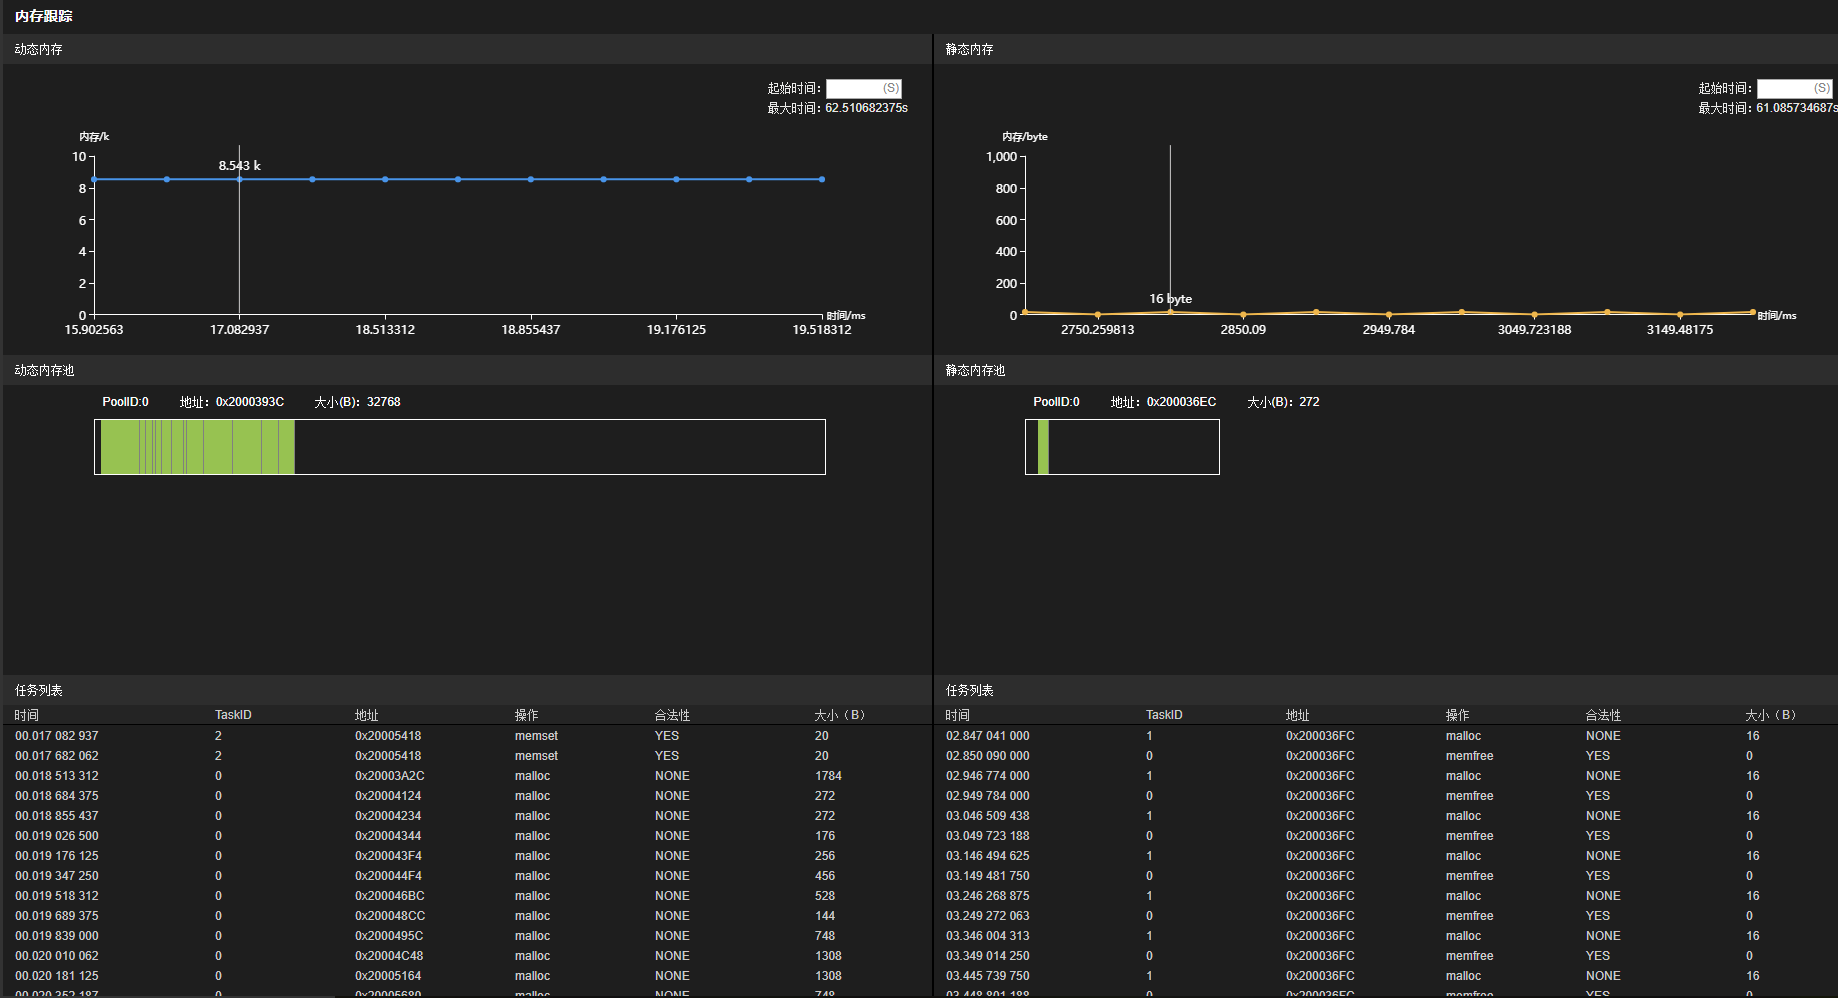 内存跟踪
动态内存
起始时间： (S)
最大时间：62.510682375s
内存/k
10
8.543 k
8
6
4
2
0
时间/ms
15.902563 17.082937 18.513312 18.855437 19.176125 19.518312
动态内存池
PoolID:0 地址：0x2000393C 大小(B)：32768
任务列表
时间 TaskID 地址 操作 合法性 大小（B）
00.017 082 937 2 0x20005418 memset YES 20
00.017 682 062 2 0x20005418 memset YES 20
00.018 513 312 0 0x20003A2C malloc NONE 1784
00.018 684 375 0 0x20004124 malloc NONE 272
00.018 855 437 0 0x20004234 malloc NONE 272
00.019 026 500 0 0x20004344 malloc NONE 176
00.019 176 125 0 0x200043F4 malloc NONE 256
00.019 347 250 0 0x200044F4 malloc NONE 456
00.019 518 312 0 0x200046BC malloc NONE 528
00.019 689 375 0 0x200048CC malloc NONE 144
00.019 839 000 0 0x2000495C malloc NONE 748
00.020 010 062 0 0x20004C48 malloc NONE 1308
00.020 181 125 0 0x20005164 malloc NONE 1308
00.020 352 187 0 0x20005680 malloc NONE 748
静态内存
起始时间： (S)
最大时间：61.085734687s
内存/byte
1,000
800
600
400
200
16 byte
0
时间/ms
2750.259813 2850.09 2949.784 3049.723188 3149.48175
静态内存池
PoolID:0 地址：0x200036EC 大小(B)：272
任务列表
时间 TaskID 地址 操作 合法性 大小（B）
02.847 041 000 1 0x200036FC malloc NONE 16
02.850 090 000 0 0x200036FC memfree YES 0
02.946 774 000 1 0x200036FC malloc NONE 16
02.949 784 000 0 0x200036FC memfree YES 0
03.046 509 438 1 0x200036FC malloc NONE 16
03.049 723 188 0 0x200036FC memfree YES 0
03.146 494 625 1 0x200036FC malloc NONE 16
03.149 481 750 0 0x200036FC memfree YES 0
03.246 268 875 1 0x200036FC malloc NONE 16
03.249 272 063 0 0x200036FC memfree YES 0
03.346 004 313 1 0x200036FC malloc NONE 16
03.349 014 250 0 0x200036FC memfree YES 0
03.445 739 750 1 0x200036FC malloc NONE 16
03.448 801 188 0 0x200036FC memfree YES 0